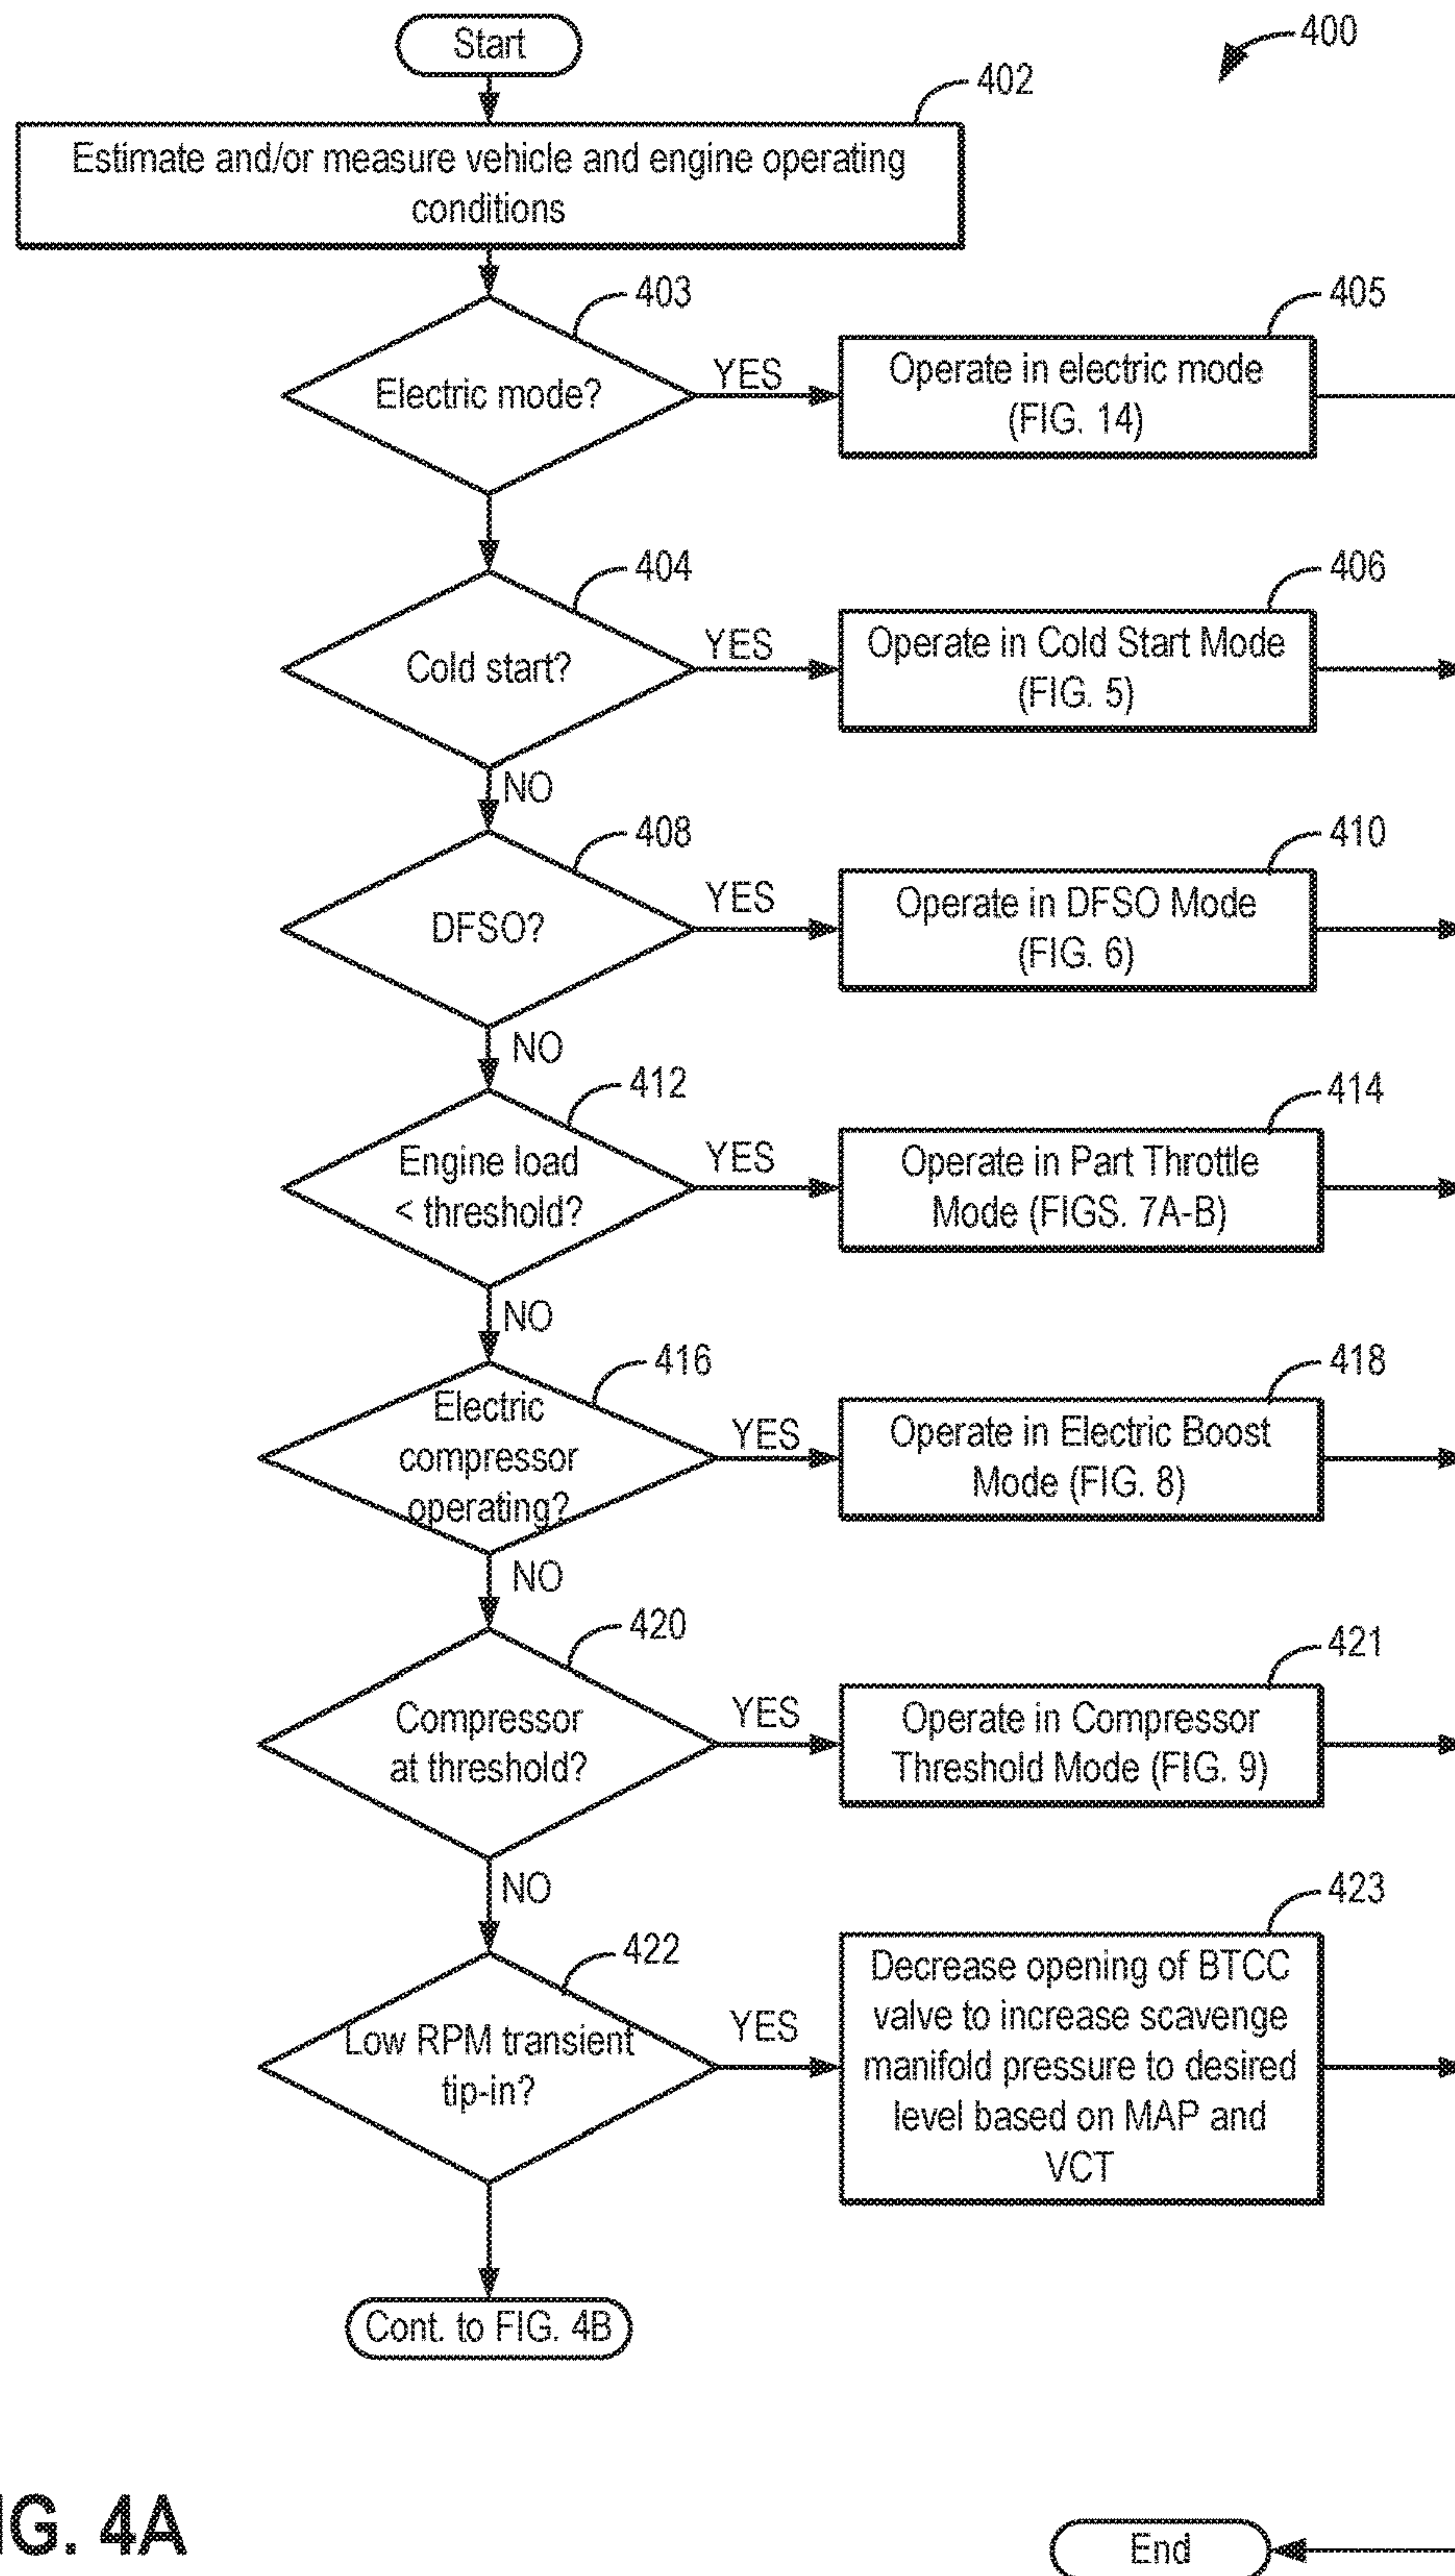 Start
400
402
Estimate and/or measure vehicle and engine operating
conditions
403
405
Electric mode?
YES
Operate in electric mode
(FIG. 14)
404
406
Cold start?
YES
Operate in Cold Start Mode
(FIG. 5)
NO
408
410
DFSO?
YES
Operate in DFSO Mode
(FIG. 6)
NO
412
414
Engine load
< threshold?
YES
Operate in Part Throttle
Mode (FIGS. 7A-B)
NO
416
418
Electric
compressor
operating?
YES
Operate in Electric Boost
Mode (FIG. 8)
NO
420
421
Compressor
at threshold?
YES
Operate in Compressor
Threshold Mode (FIG. 9)
NO
422
423
Low RPM transient
tip-in?
YES
Decrease opening of BTCC
valve to increase scavenge
manifold pressure to desired
level based on MAP and
VCT
Cont. to FIG. 4B
IG. 4A
End